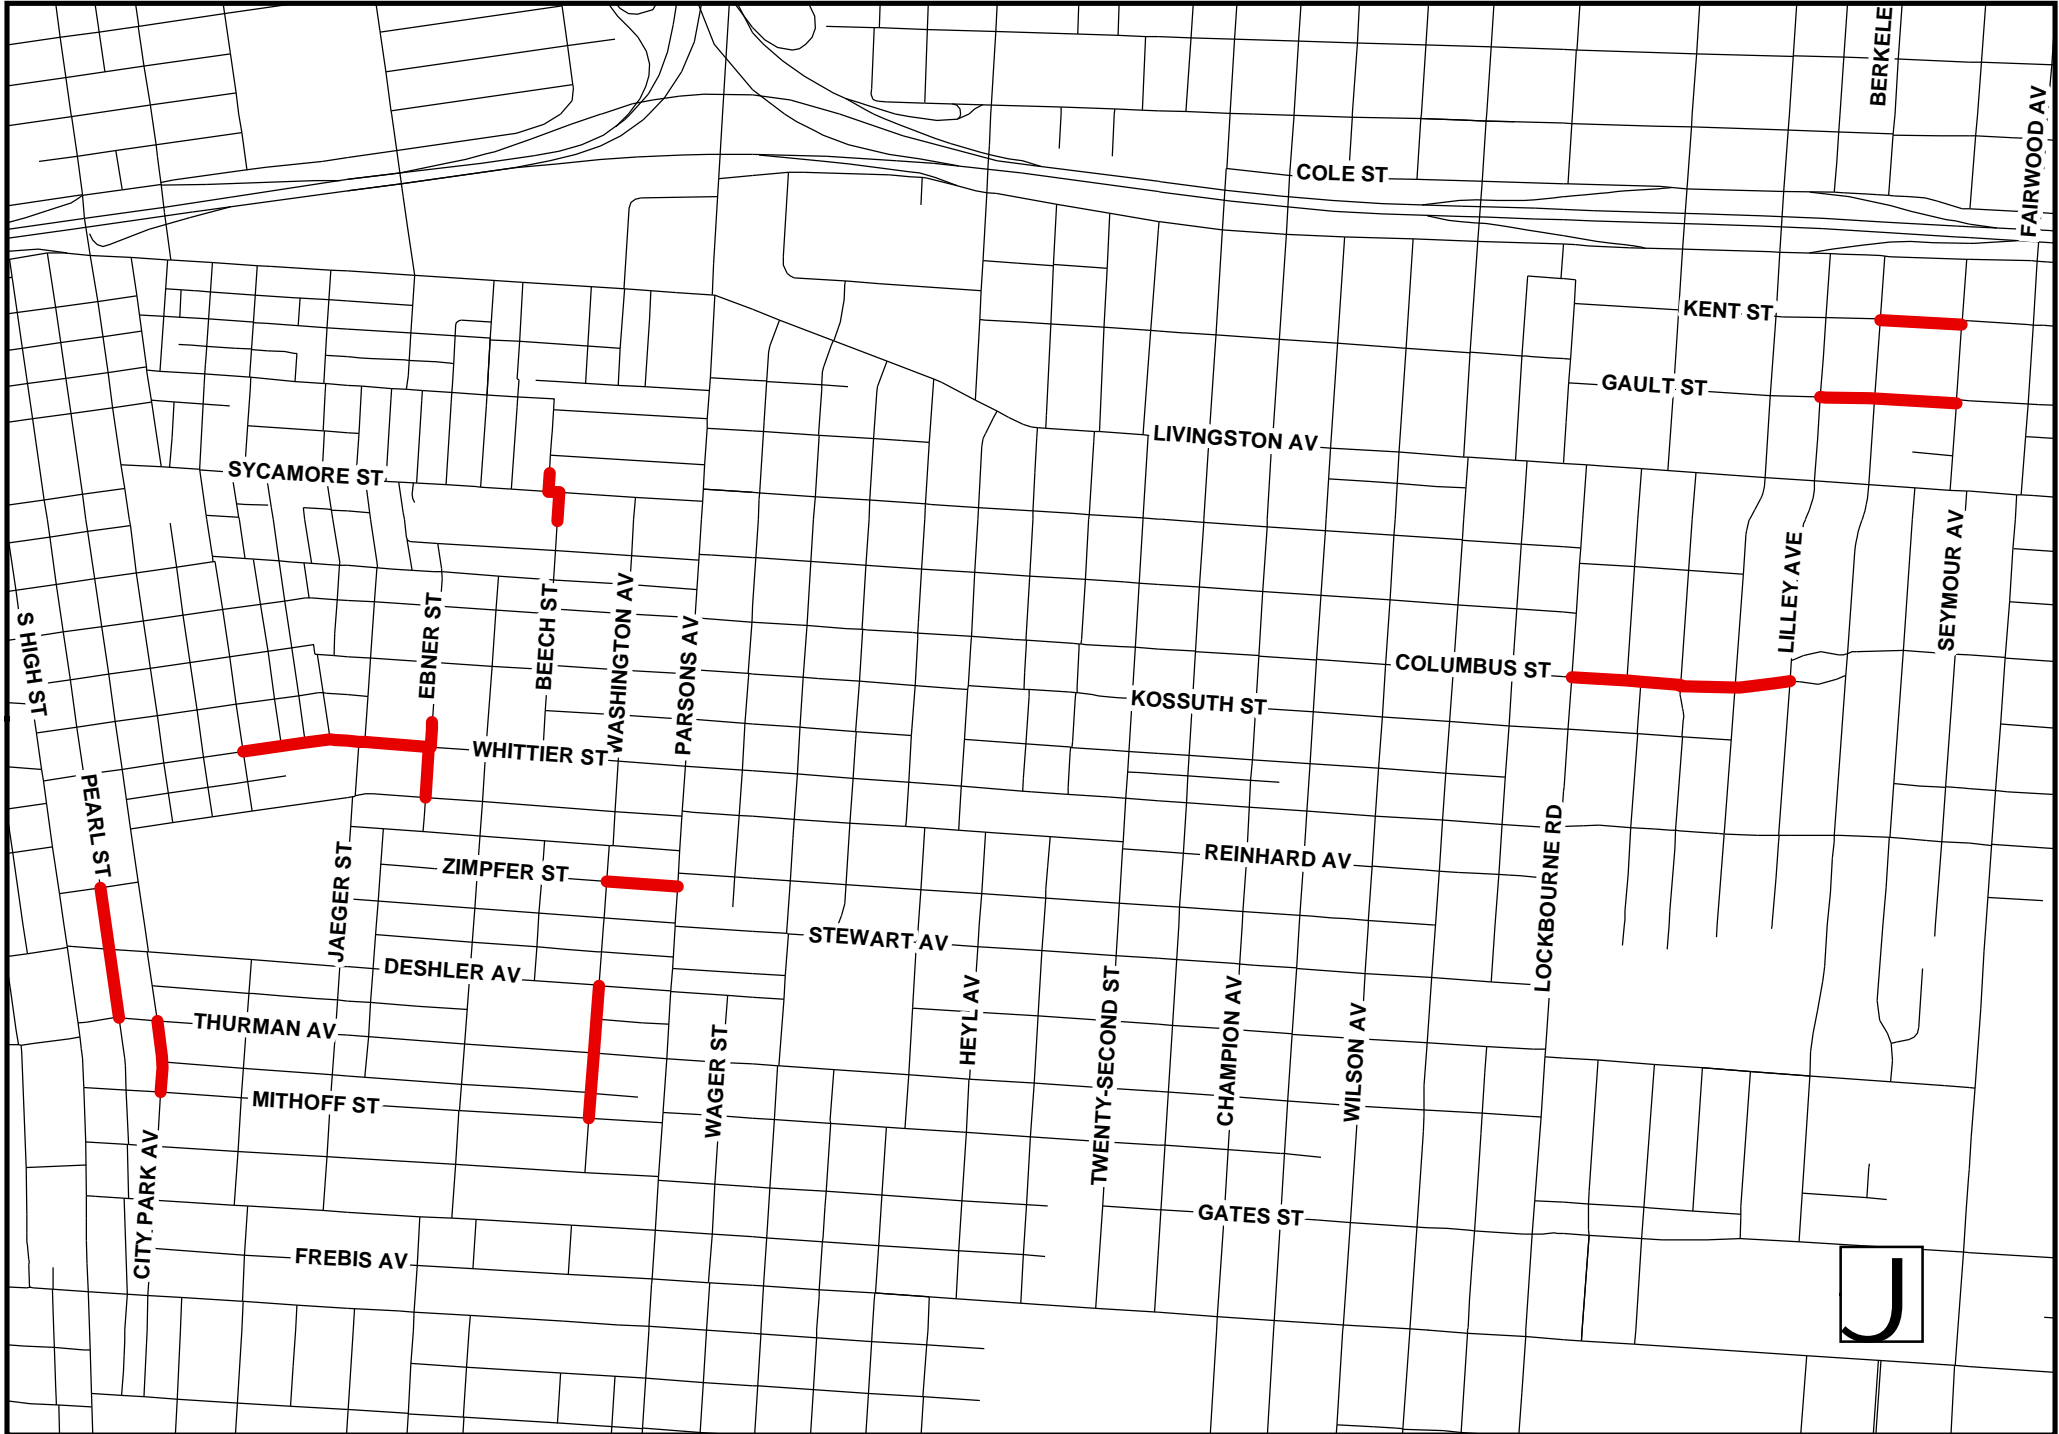 BERKELE
FAIRWOOD AV
COLE ST
KENT ST
GAULT ST
LIVINGSTON AV
SYCAMORE ST
LILLEY AVE
SEYMOUR AV
S HIGH ST
EBNER ST
BEECH ST
WASHINGTON AV
PARSONS AV
COLUMBUS ST
KOSSUTH ST
WHITTIER ST
PEARL ST
JAEGER ST
ZIMPFER ST
REINHARD AV
LOCKBOURNE RD
STEWART AV
DESHLER AV
THURMAN AV
HEYL AV
TWENTY-SECOND ST
CHAMPION AV
WILSON AV
WAGER ST
MITHOFF ST
CITY PARK AV
GATES ST
FREBIS AV
J